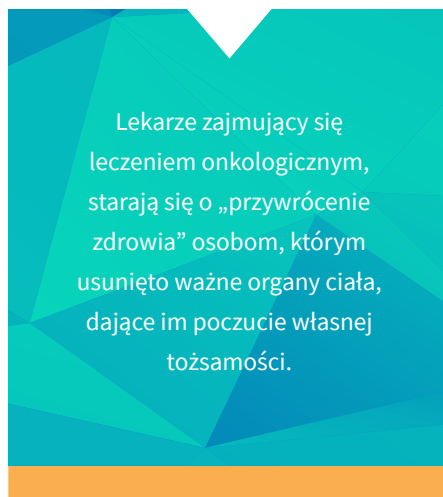 Lekarze zajmujący się
leczeniem onkologicznym,
starają się o „przywrócenie
zdrowia” osobom, którym
usunięto ważne organy ciała,
dające im poczucie własnej
tożsamości.